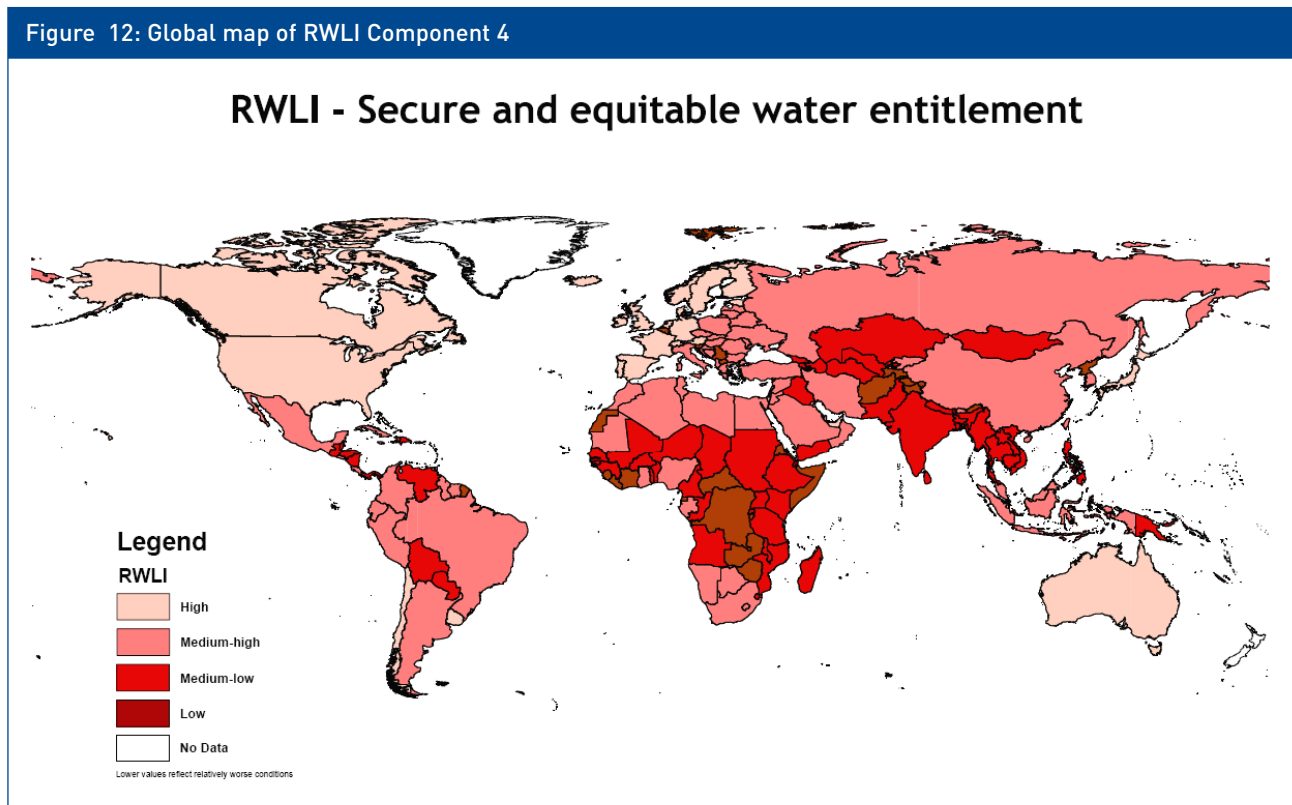 Figure 12: Global map of RWLI Component 4
RWLI - Secure and equitable water entitlement
Legend
RWLI
High
Medium-high
Medium-low
Low
No Data
Lower values reflect relatively worse conditions